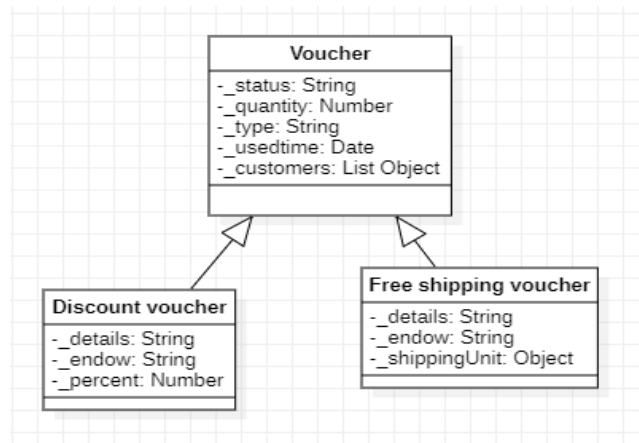 Voucher
-_status: String
-_quantity: Number
-_type: String
-_usedtime: Date
-_customers: List Object
Discount voucher
-_details: String
-_endow: String
-_percent: Number
Free shipping voucher
-_details: String
-_endow: String
-_shippingUnit: Object